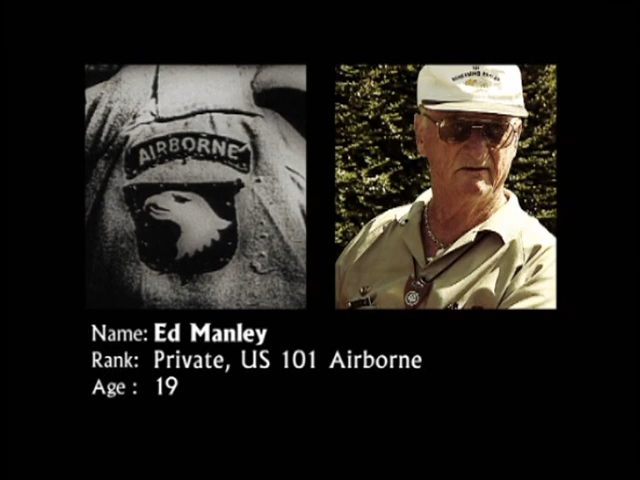 AIRBORNE
Name: Ed Manley
Rank: Private, US 101 Airborne
Age : 19